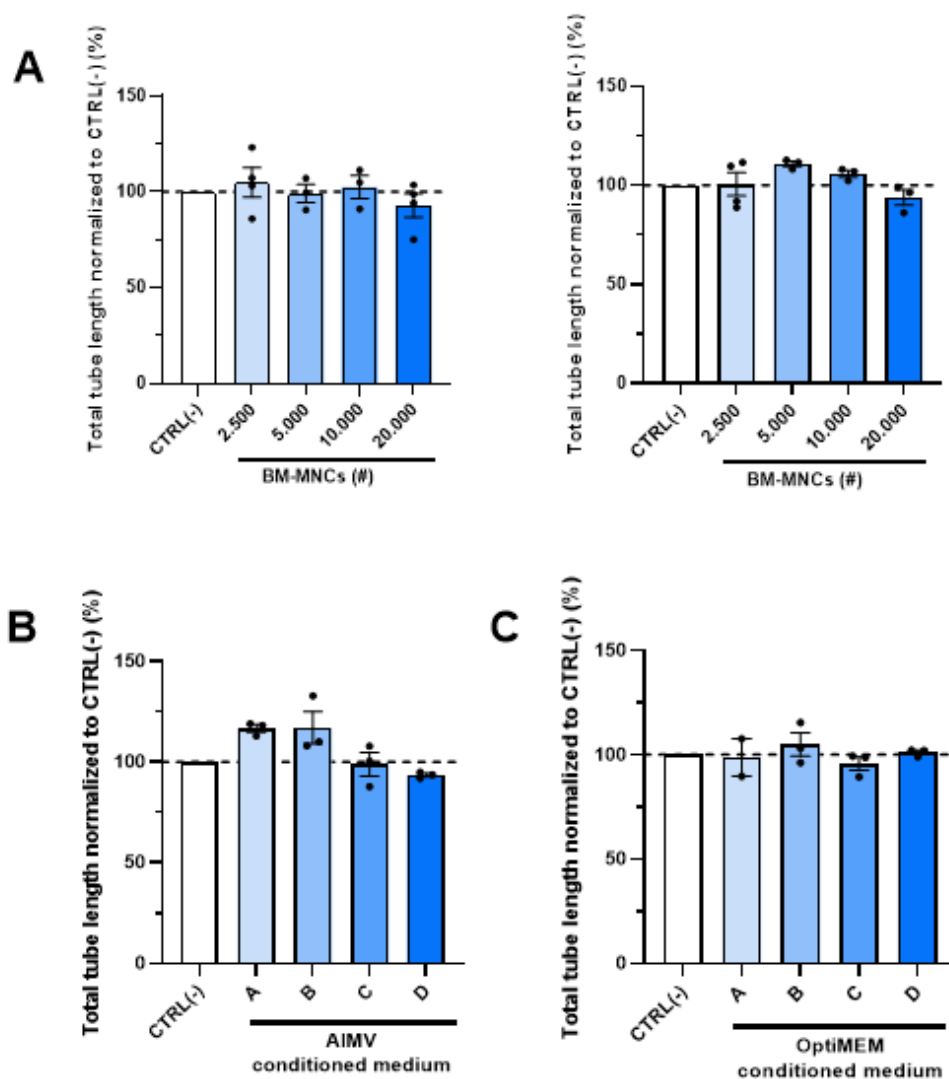 A
Total tube length normalized to CTRL(-) (%)
150
100
50
0
CTRL(-)
2.500
5.000
10.000
20.000
BM-MNCs (#)
Total tube length normalized to CTRL(-) (%)
150
100
50
0
CTRL(-)
2.500
5.000
10.000
20.000
BM-MNCs (#)
B
Total tube length normalized to CTRL(-) (%)
150
100
50
0
CTRL(-)
A
B
C
D
AIMV
conditioned medium
C
Total tube length normalized to CTRL(-) (%)
150
100
50
0
CTRL(-)
A
B
C
D
OptiMEM
conditioned medium